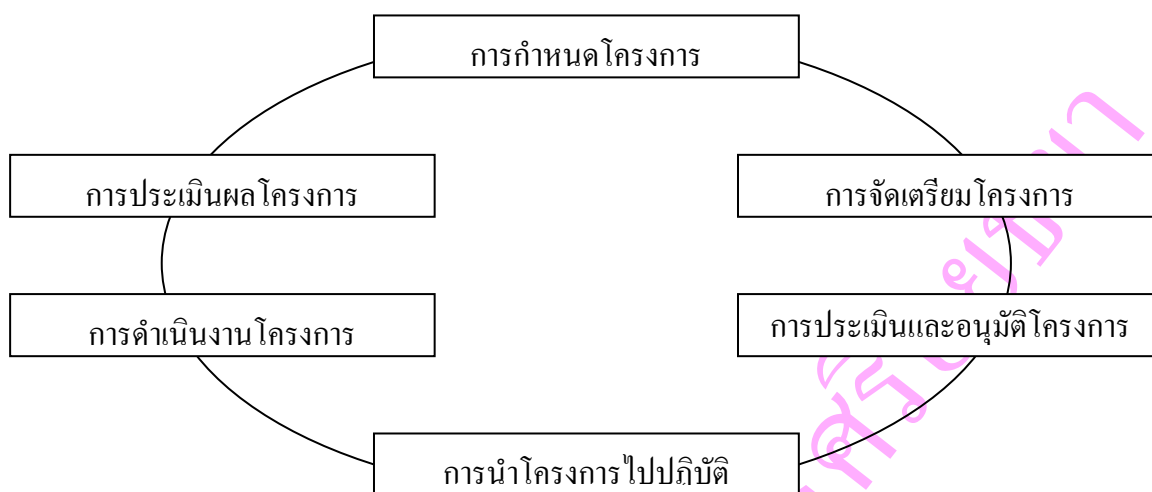 การกำหนดโครงการ
การประเมินผลโครงการ
การจัดเตรียมโครงการ
การดำเนินงานโครงการ
การประเมินและอนุมัติโครงการ
การนำโครงการไปปฏิบัติ